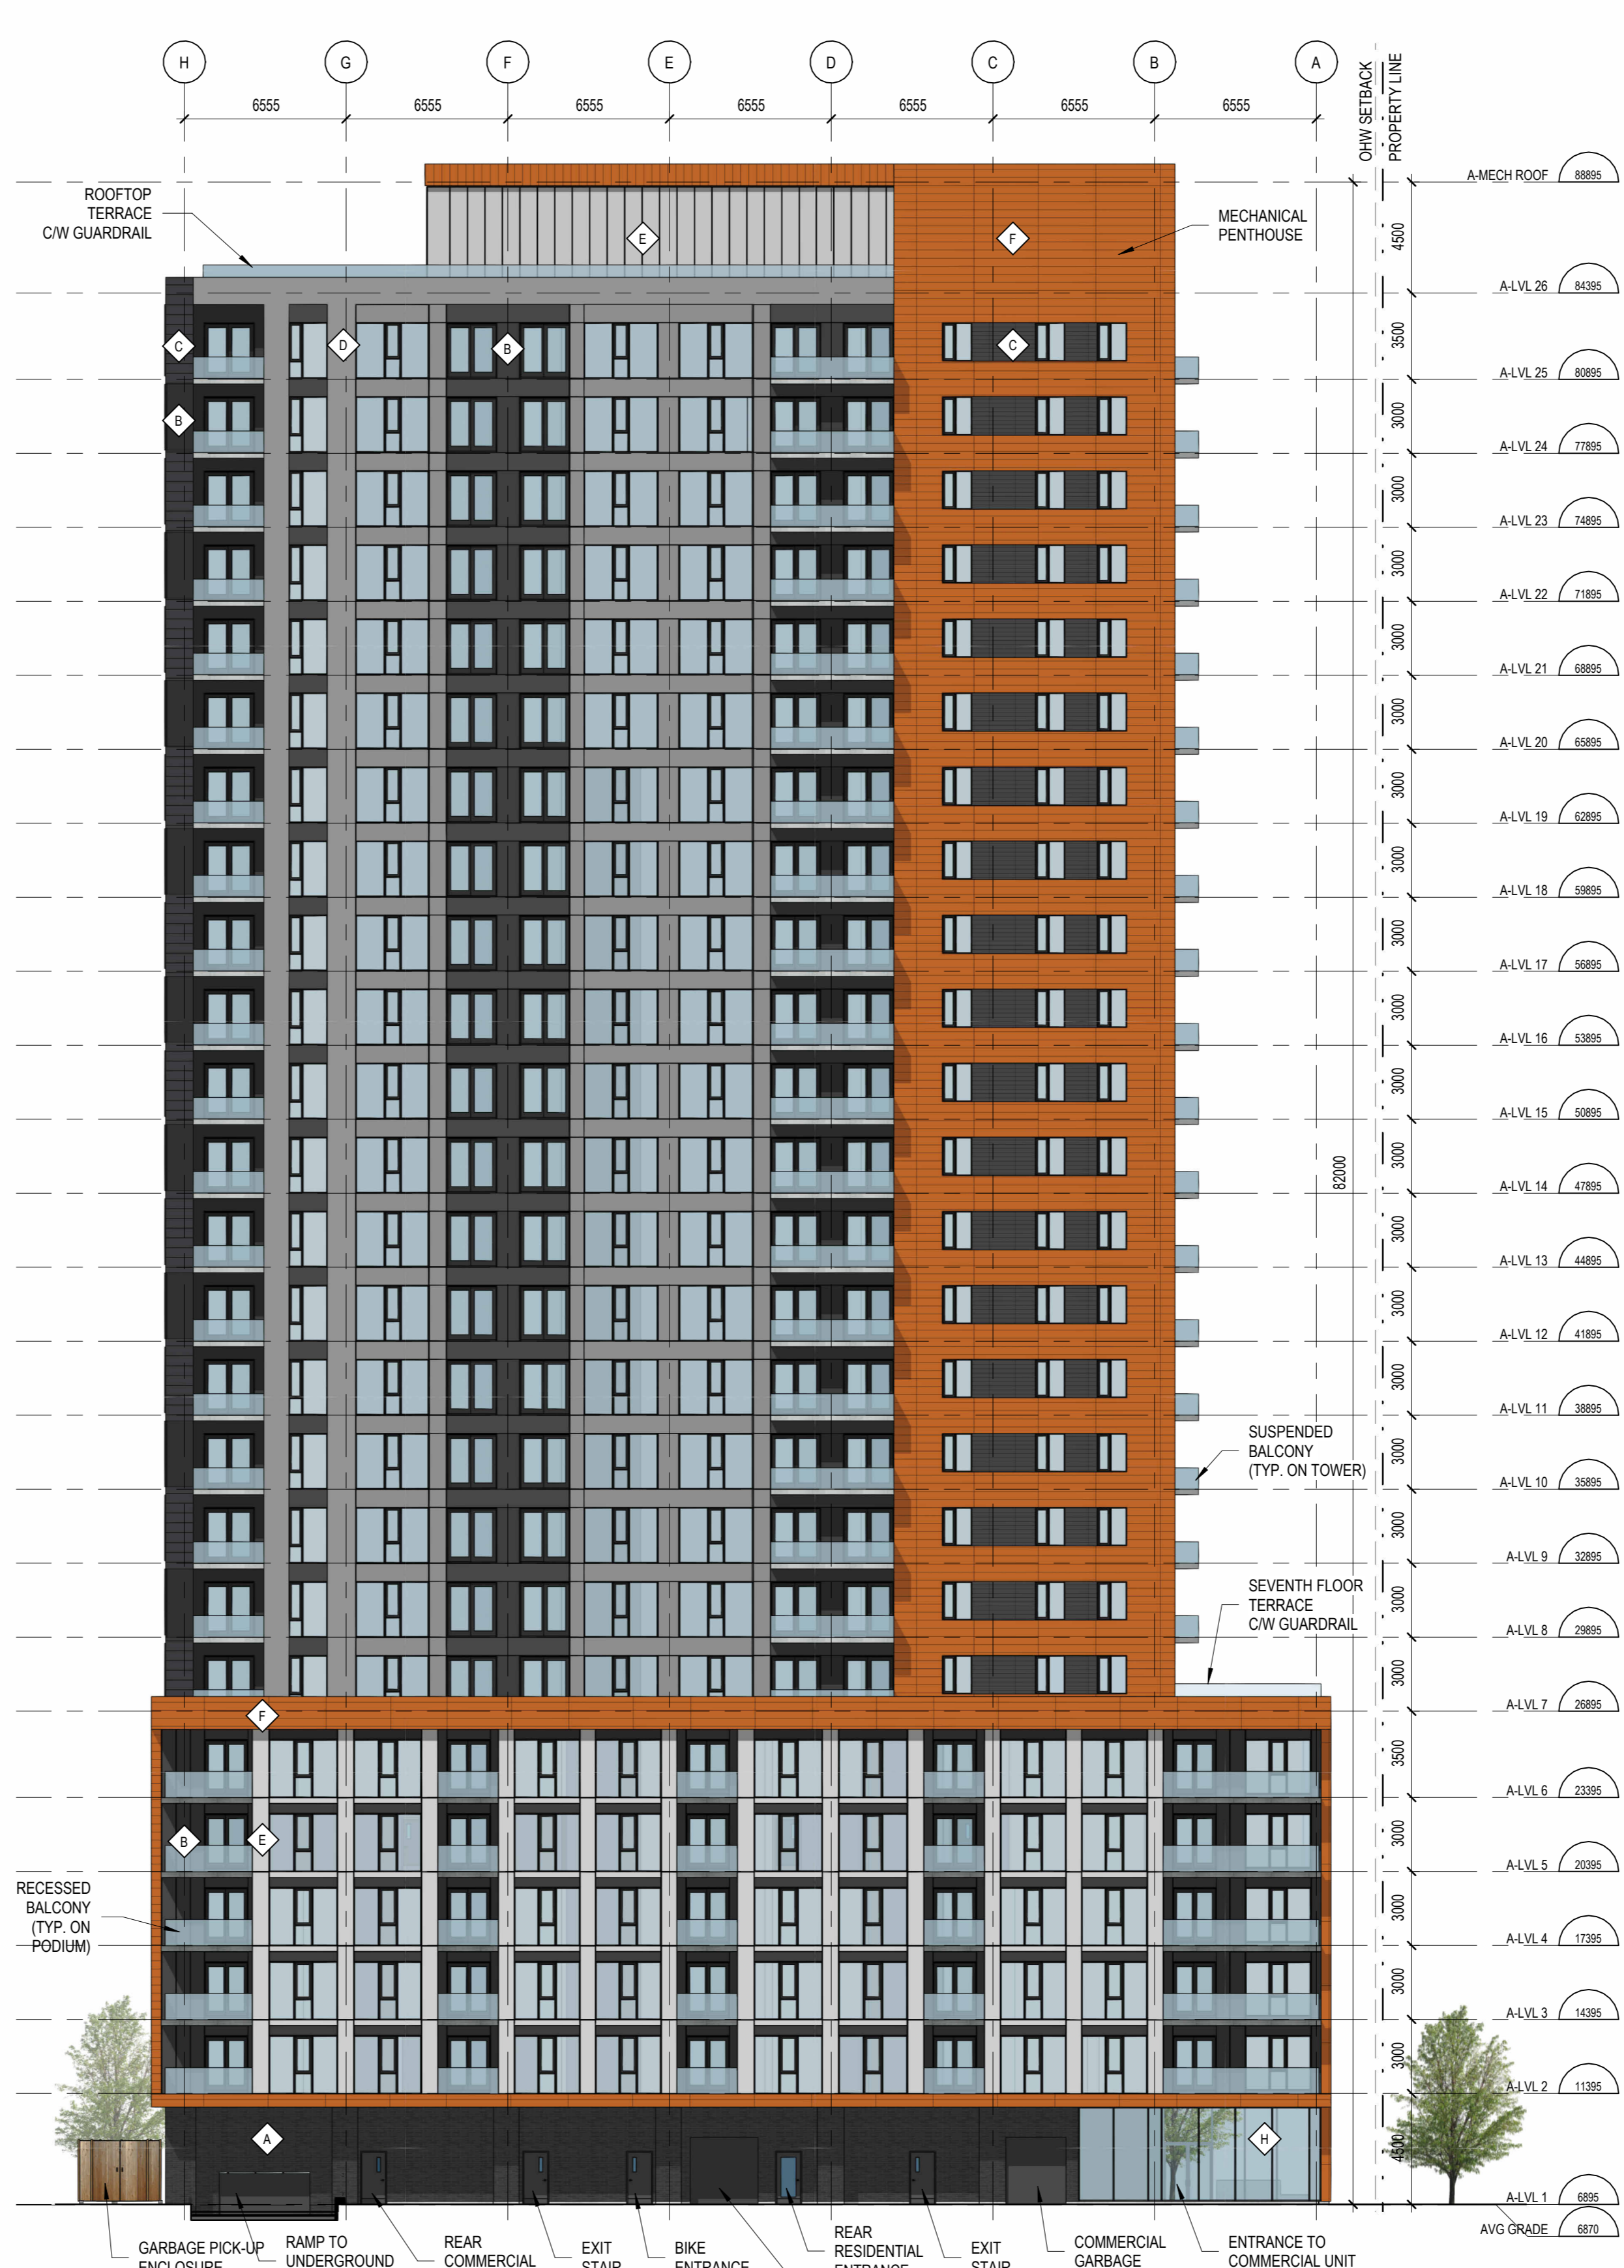 H G F E D C B A
6555 6555 6555 6555 6555 6555 6555
OHW SETBACK
PROPERTY LINE
A-MECH ROOF 88895
ROOFTOP
TERRACE
C/W GUARDRAIL
MECHANICAL
PENTHOUSE
E
F
4500
A-LVL 26 84395
C
D
B
C
3500
A-LVL 25 80895
B
3000
A-LVL 24 77895
3000
A-LVL 23 74895
3000
A-LVL 22 71895
3000
A-LVL 21 68895
3000
A-LVL 20 65895
3000
A-LVL 19 62895
3000
A-LVL 18 59895
3000
A-LVL 17 56895
3000
A-LVL 16 53895
3000
A-LVL 15 50895
3000
82000
A-LVL 14 47895
3000
A-LVL 13 44895
3000
A-LVL 12 41895
3000
A-LVL 11 38895
SUSPENDED
BALCONY
(TYP. ON TOWER)
3000
A-LVL 10 35895
3000
A-LVL 9 32895
SEVENTH FLOOR
TERRACE
C/W GUARDRAIL
3000
A-LVL 8 29895
3000
A-LVL 7 26895
F
3500
A-LVL 6 23395
B
E
3000
A-LVL 5 20395
RECESSED
BALCONY
(TYP. ON
PODIUM)
3000
A-LVL 4 17395
3000
A-LVL 3 14395
3000
A-LVL 2 11395
A
H
4500
A-LVL 1 6895
AVG GRADE 6870
GARBAGE PICK-UP
ENCLOSURE
RAMP TO
UNDERGROUND
REAR
COMMERCIAL
EXIT
STAIR
BIKE
ENTRANCE
REAR
RESIDENTIAL
ENTRANCE
EXIT
STAIR
COMMERCIAL
GARBAGE
ENTRANCE TO
COMMERCIAL UNIT